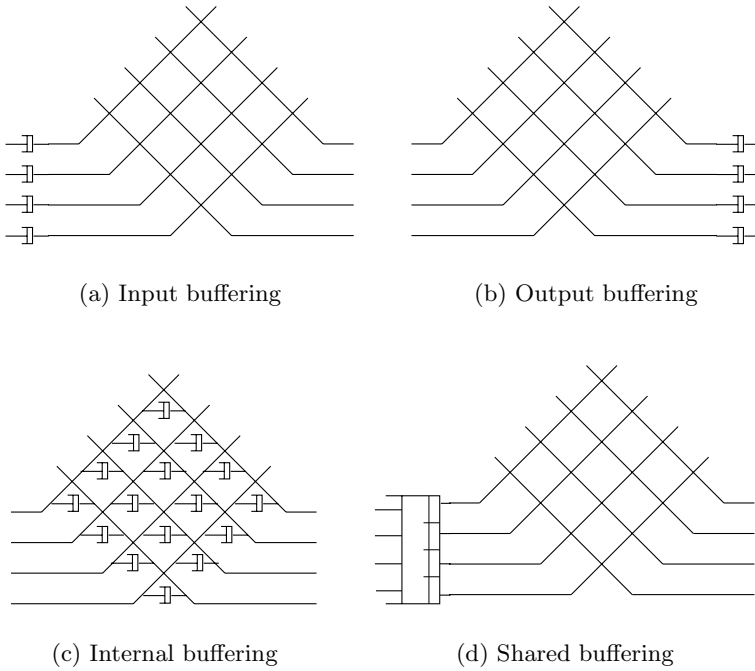 (a) Input buffering
(b) Output buffering
(c) Internal buffering
(d) Shared buffering